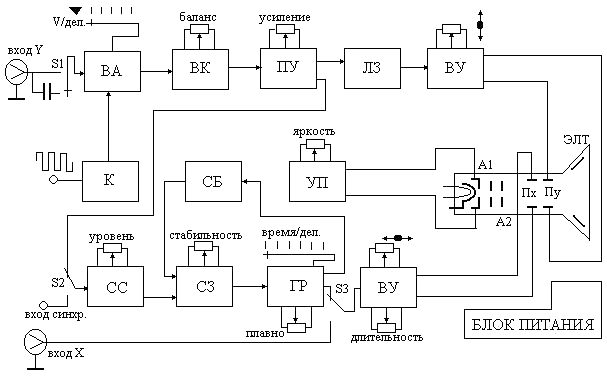 V/дел.
баланс
усиление
вход Y
S1
ВА
ВК
ПУ
ЛЗ
ВУ
ЭЛТ
яркость
К
СБ
УП
А1
А2
Пх
Пу
уровень
стабильность
время/дел.
S2
СС
СЗ
ГР
S3
ВУ
вход синхр.
плавно
длительность
БЛОК ПИТАНИЯ
вход X